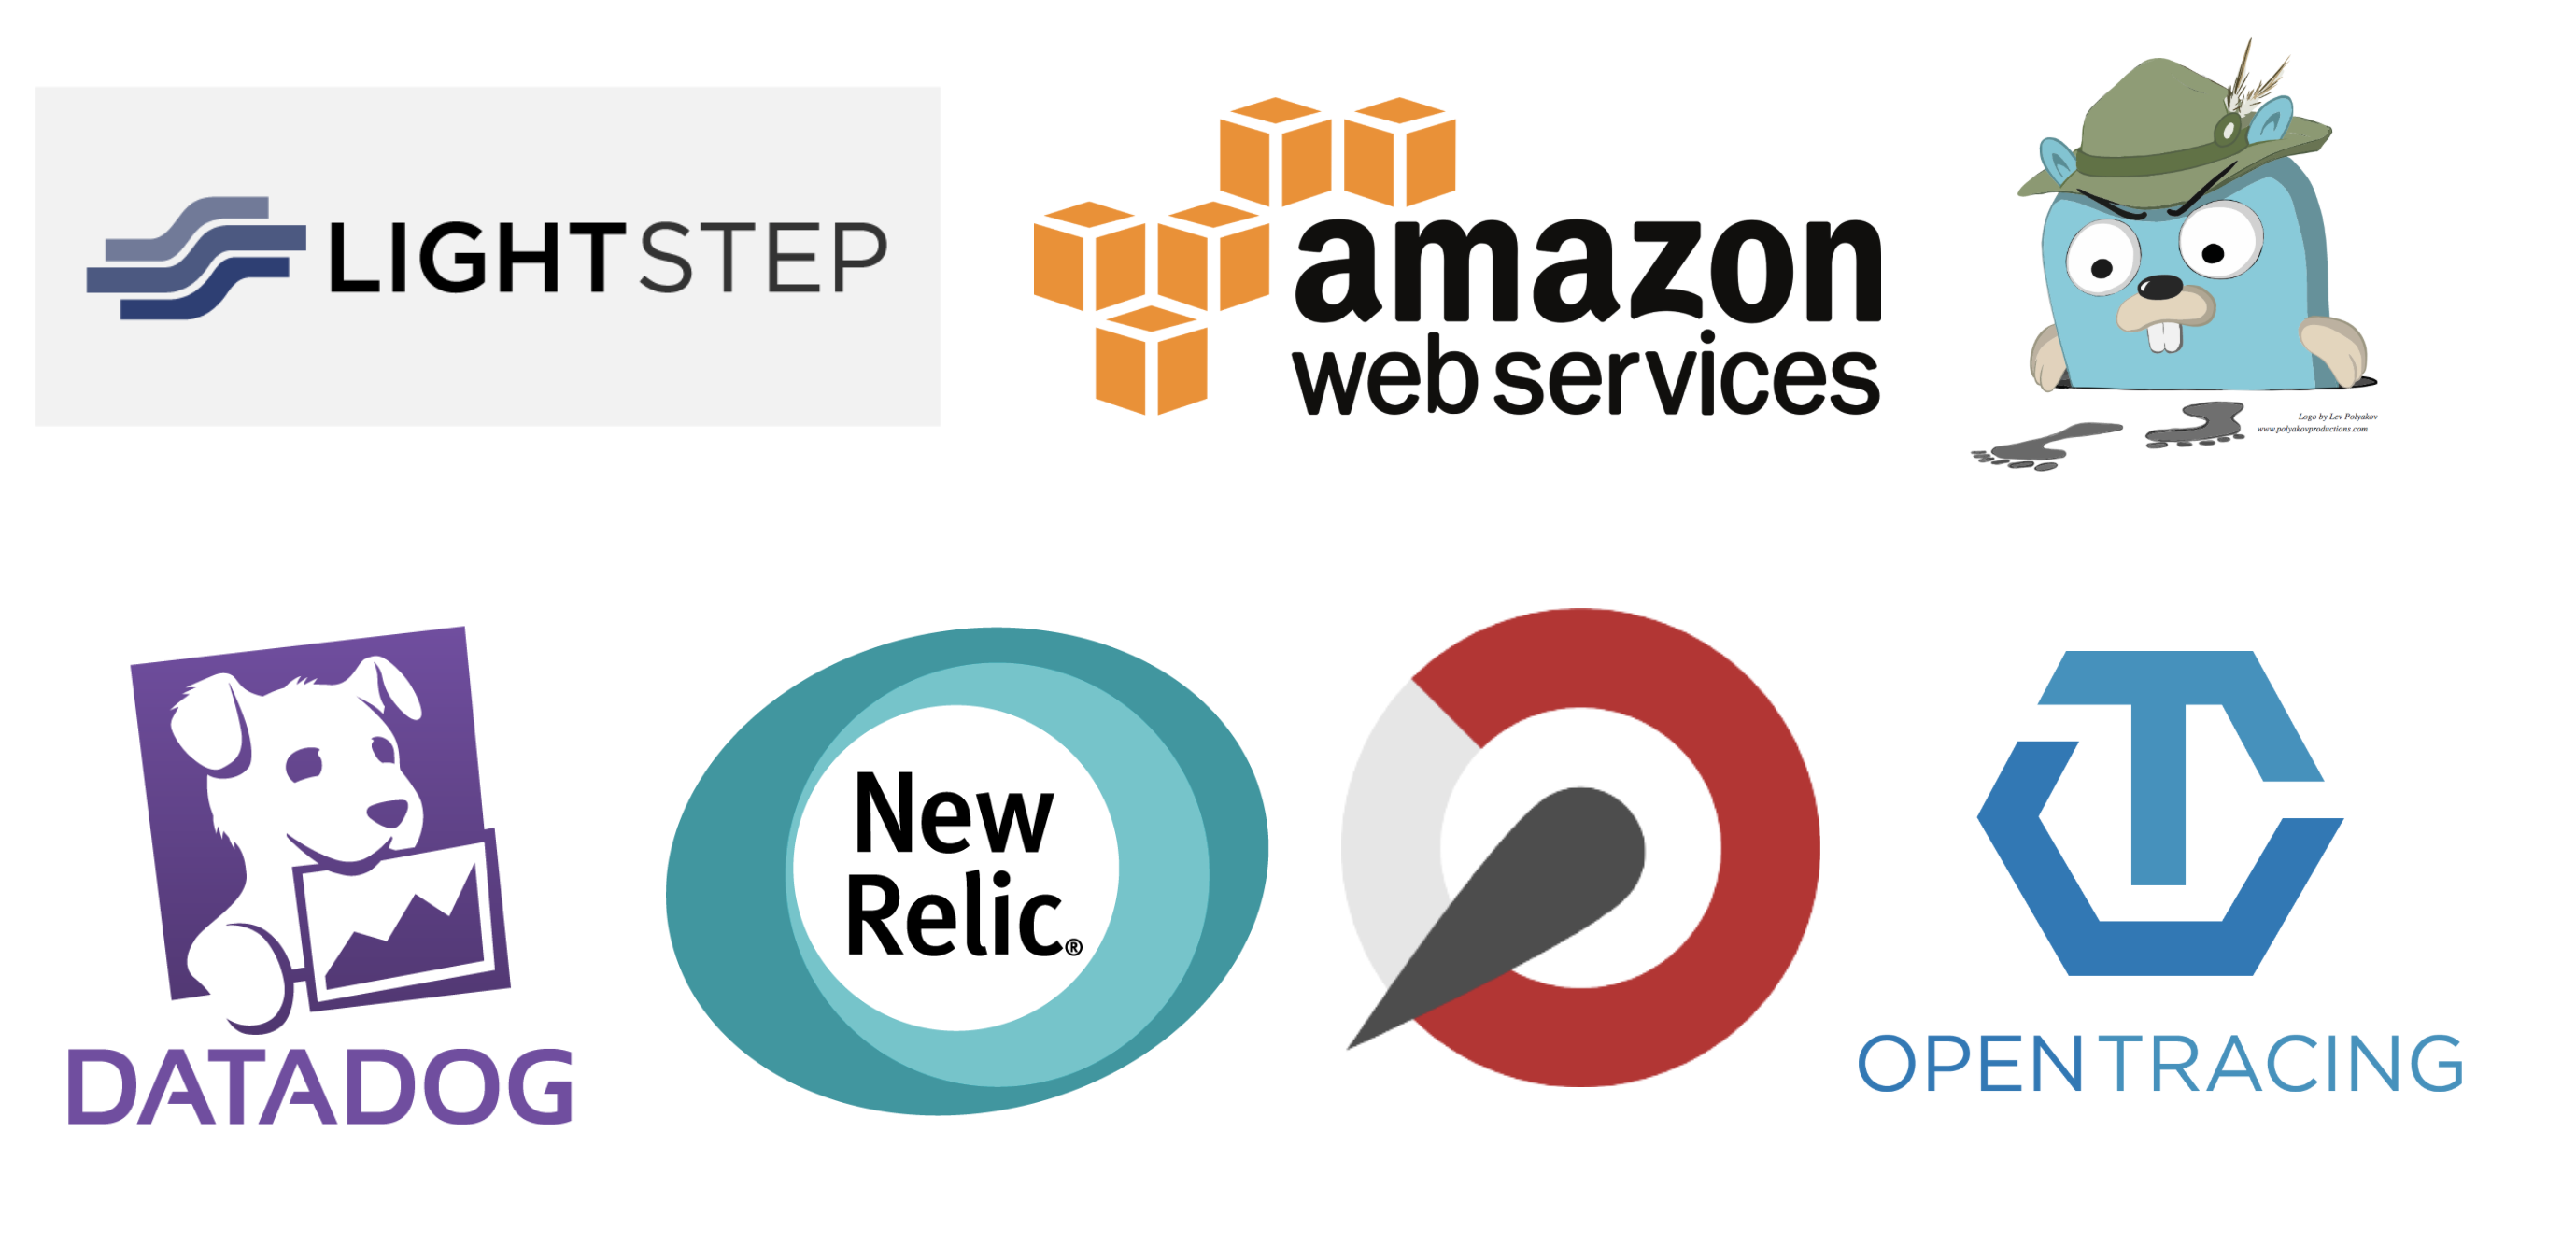 LIGHTSTEP
amazon
web services
Logo by Lev Polyakov
www.polyakovproductions.com
DATADOG
New
Relic®
OPENTRACING